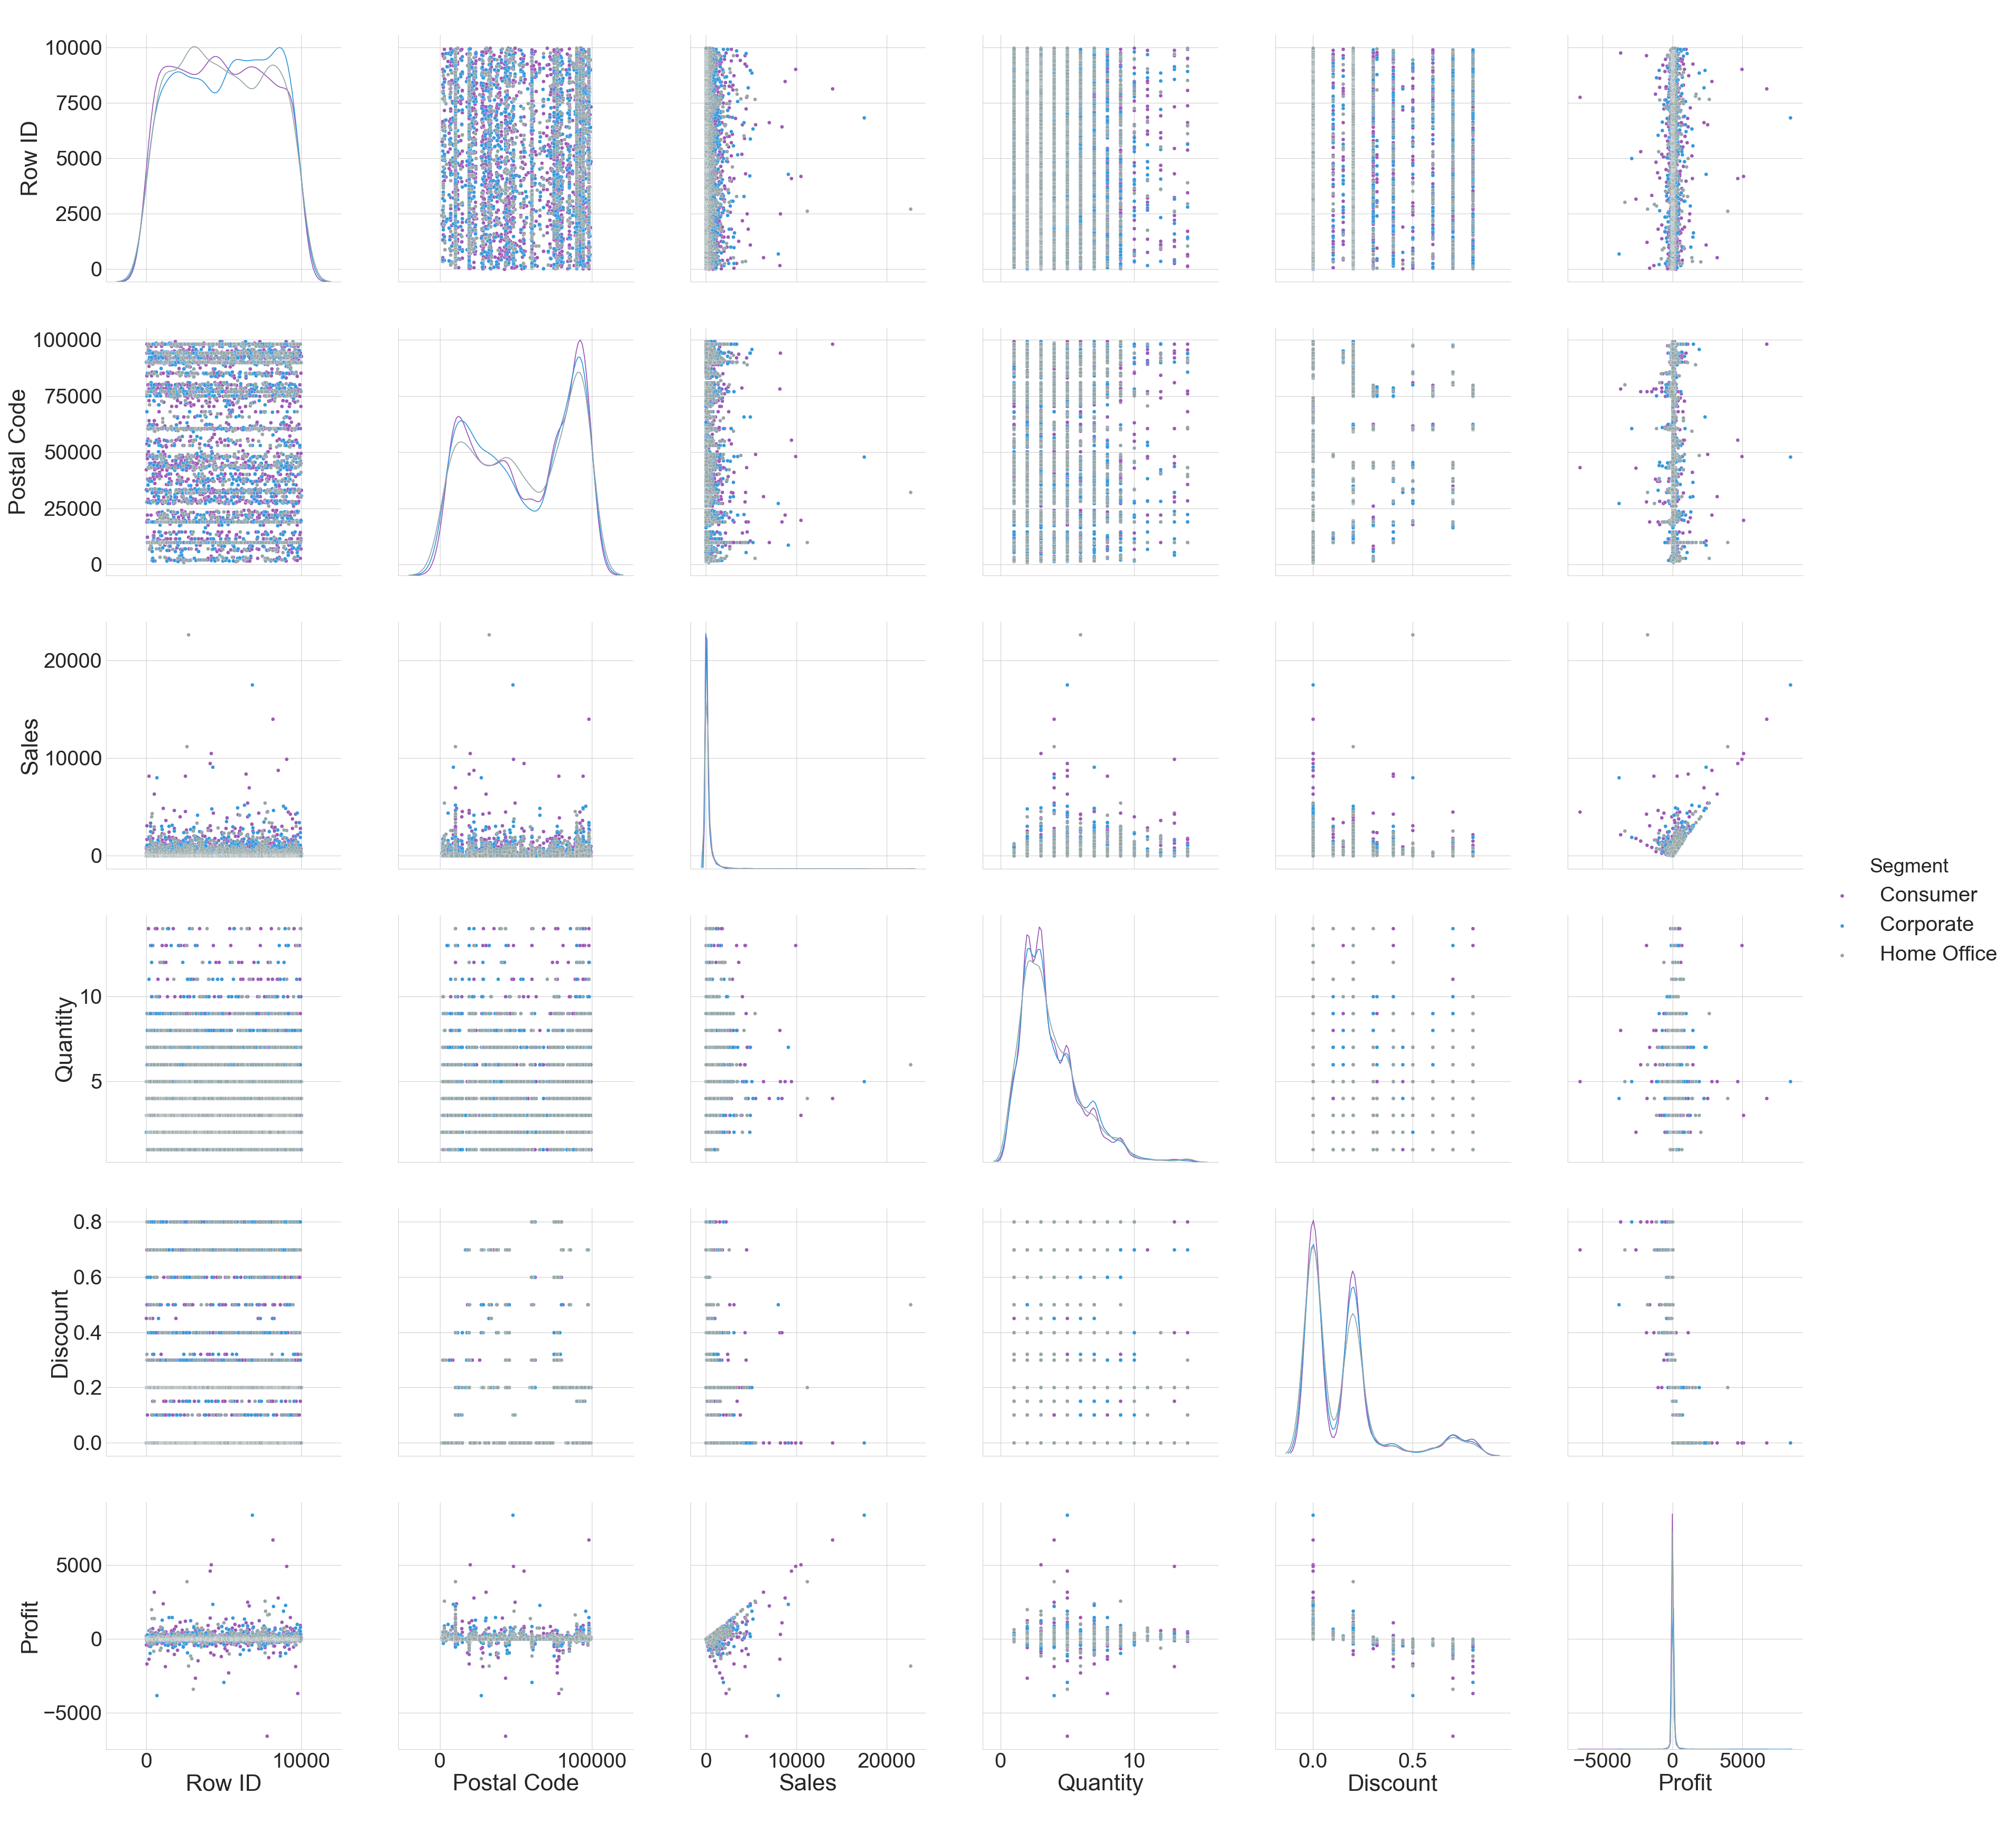 10000
7500
5000
2500
0
Row ID
100000
75000
50000
25000
0
Postal Code
20000
10000
0
Sales
Segment
Consumer
Corporate
Home Office
10
5
Quantity
0.8
0.6
0.4
0.2
0.0
Discount
5000
0
−5000
Profit
0 10000 0 100000 0 10000 20000 0 10 0.0 0.5 −5000 0 5000
Row ID Postal Code Sales Quantity Discount Profit